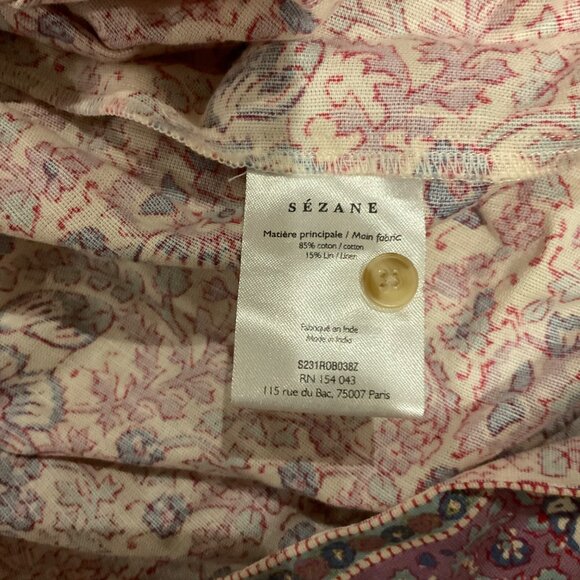 SÉZANE
Matière principale / Main fabric
85% coton / cotton
15% Lin / Linen
Fabriqué en Inde
Made in India
S231ROB038Z
RN 154 043
115 rue du Bac, 75007 Paris